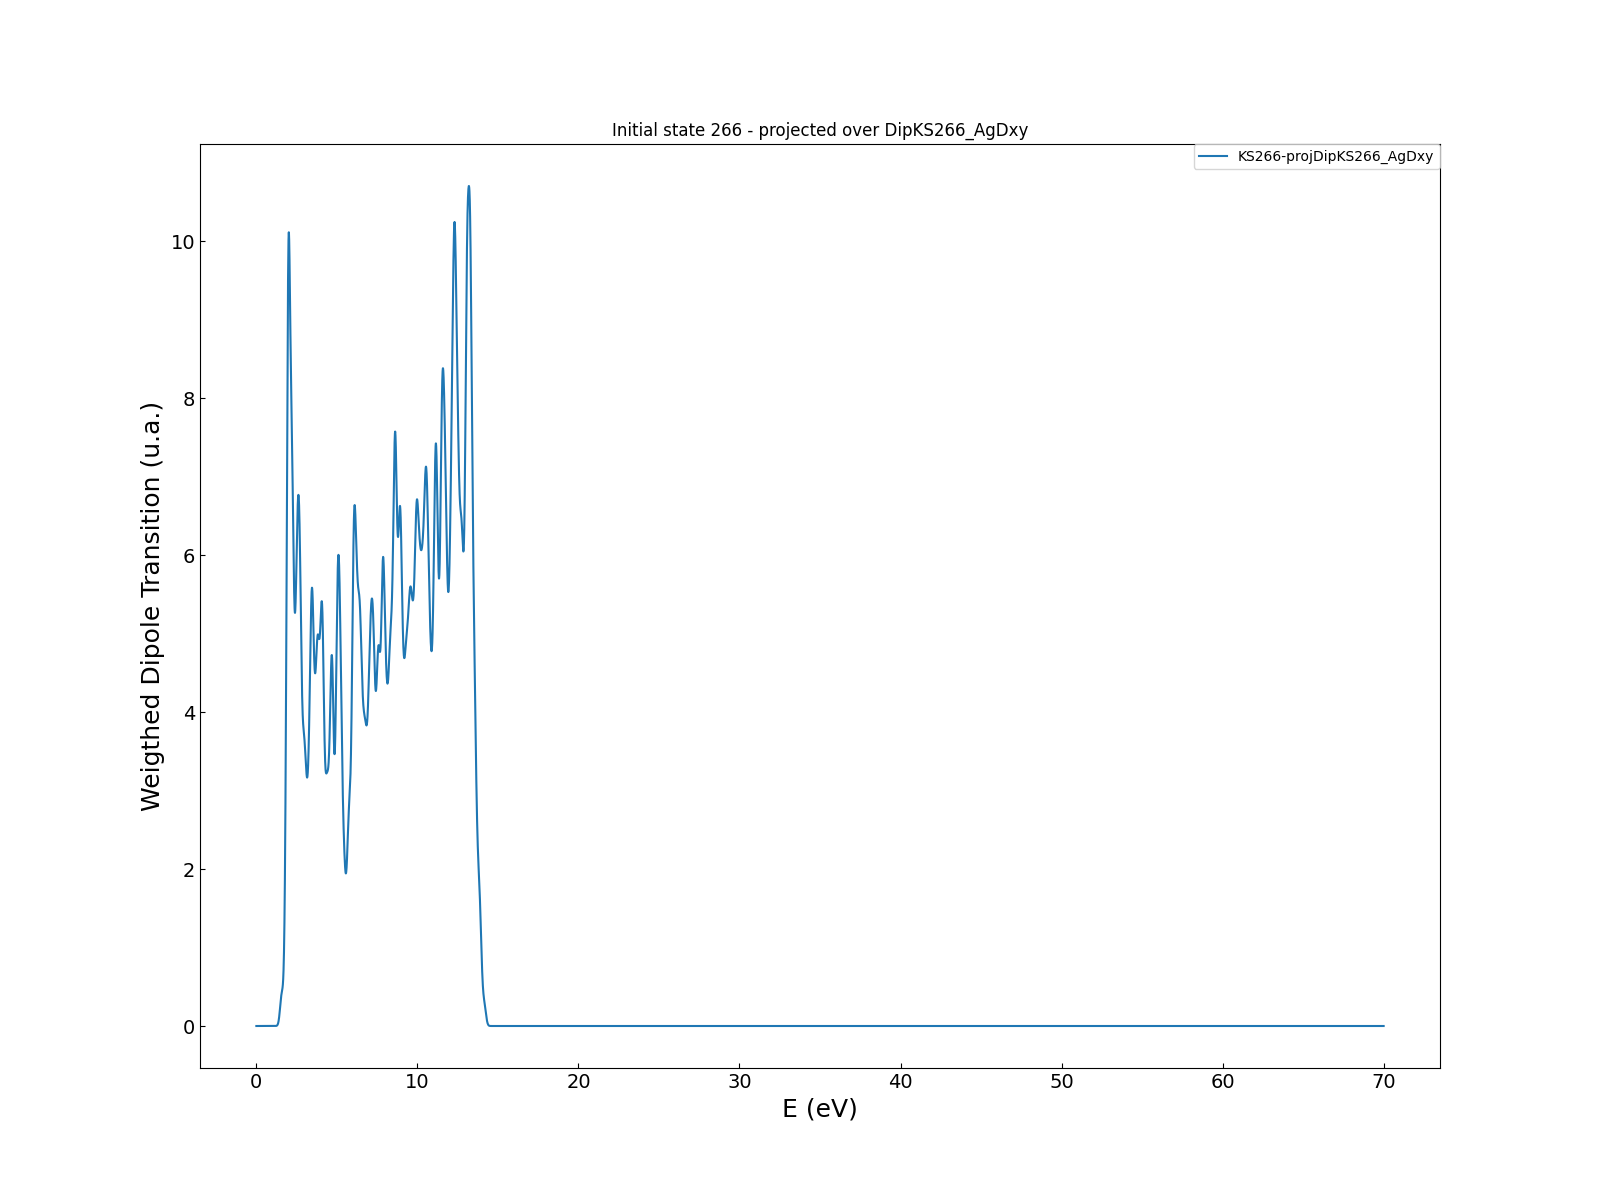 Initial state 266 - projected over DipKS266_AgDxy
KS266-projDipKS266_AgDxy
Weigthed Dipole Transition (u.a.)
10
8
6
4
2
0
0 10 20 30 40 50 60 70
E (eV)